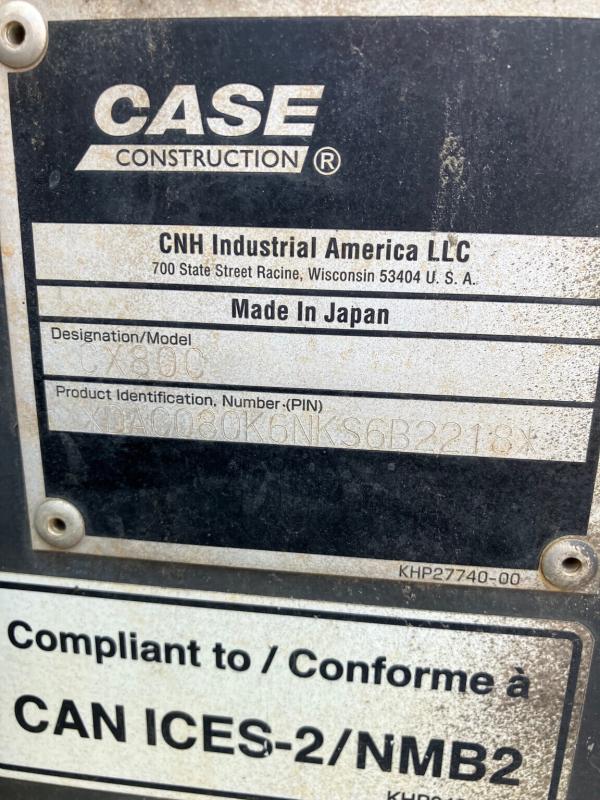 CASE
CONSTRUCTION®
CNH Industrial America LLC
700 State Street Racine, Wisconsin 53404 U. S. A.
Made In Japan
Designation/Model
CX80C
Product Identification, Number (PIN)
KHP27740-00
Compliant to / Conforme à
CAN ICES-2/NMB2